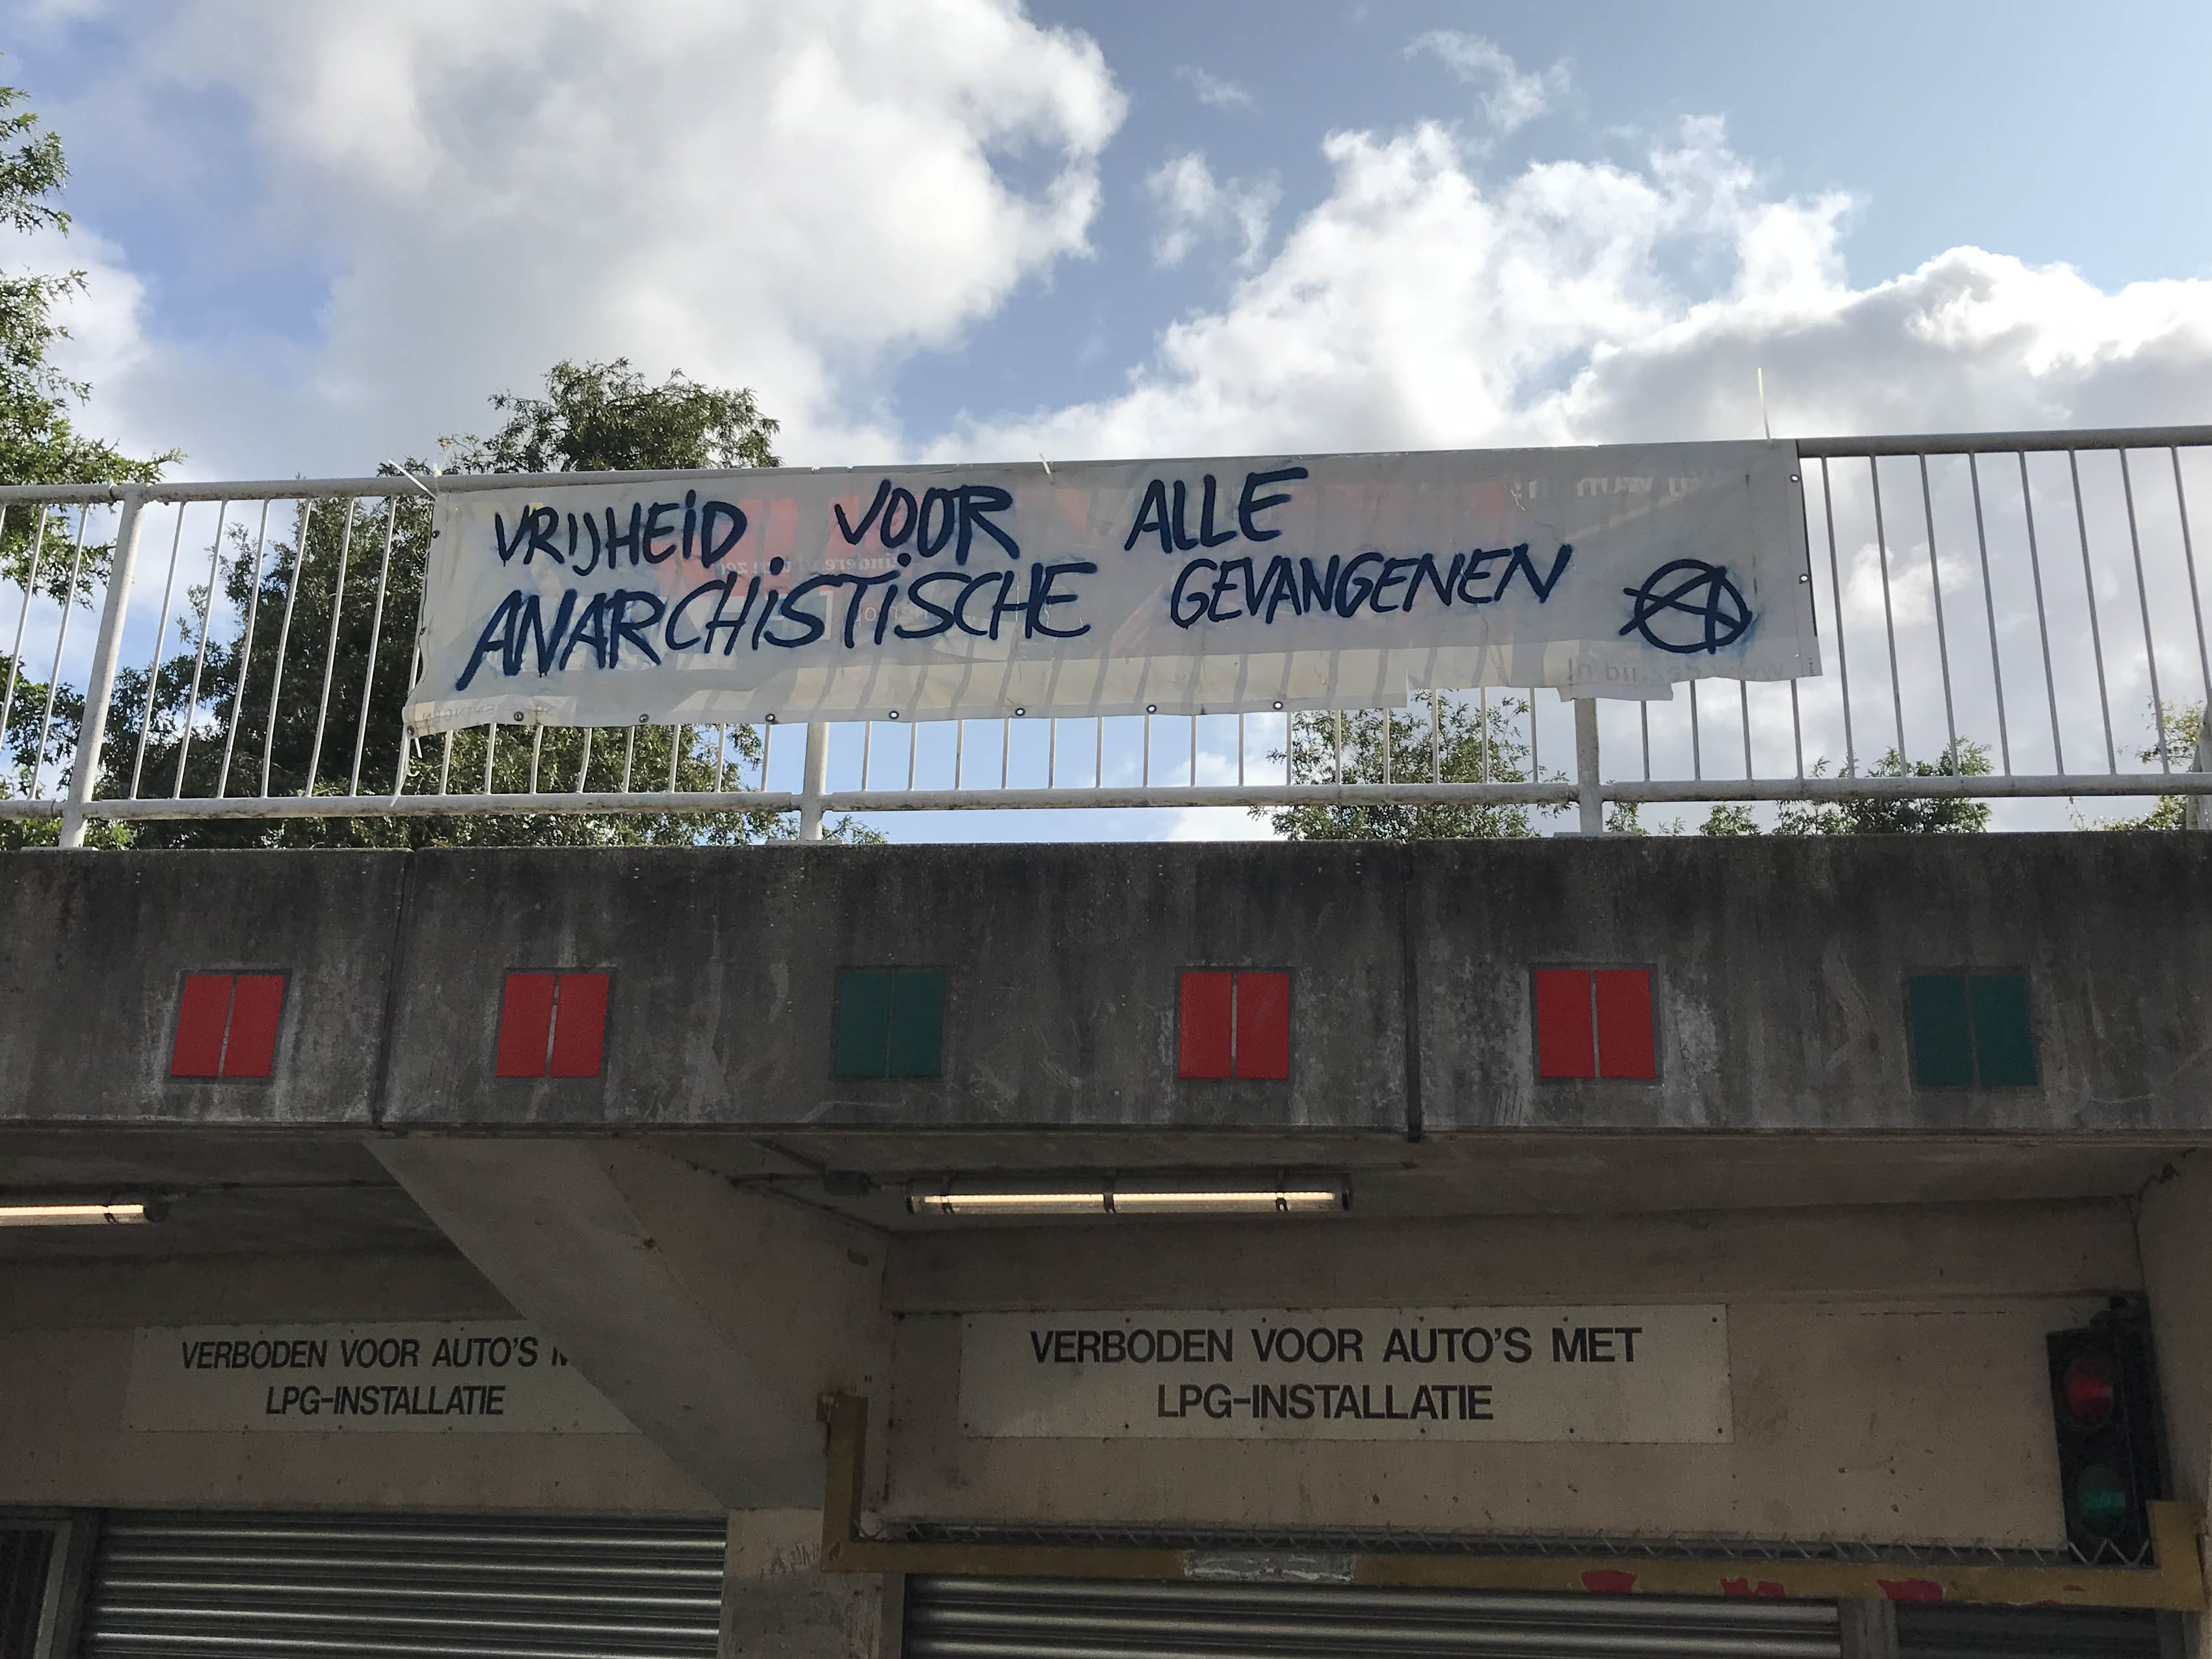 VRIJHEID VOOR ALLE
ANARCHISTISCHE GEVANGENEN
VERBODEN VOOR AUTO'S
LPG-INSTALLATIE
VERBODEN VOOR AUTO'S MET
LPG-INSTALLATIE